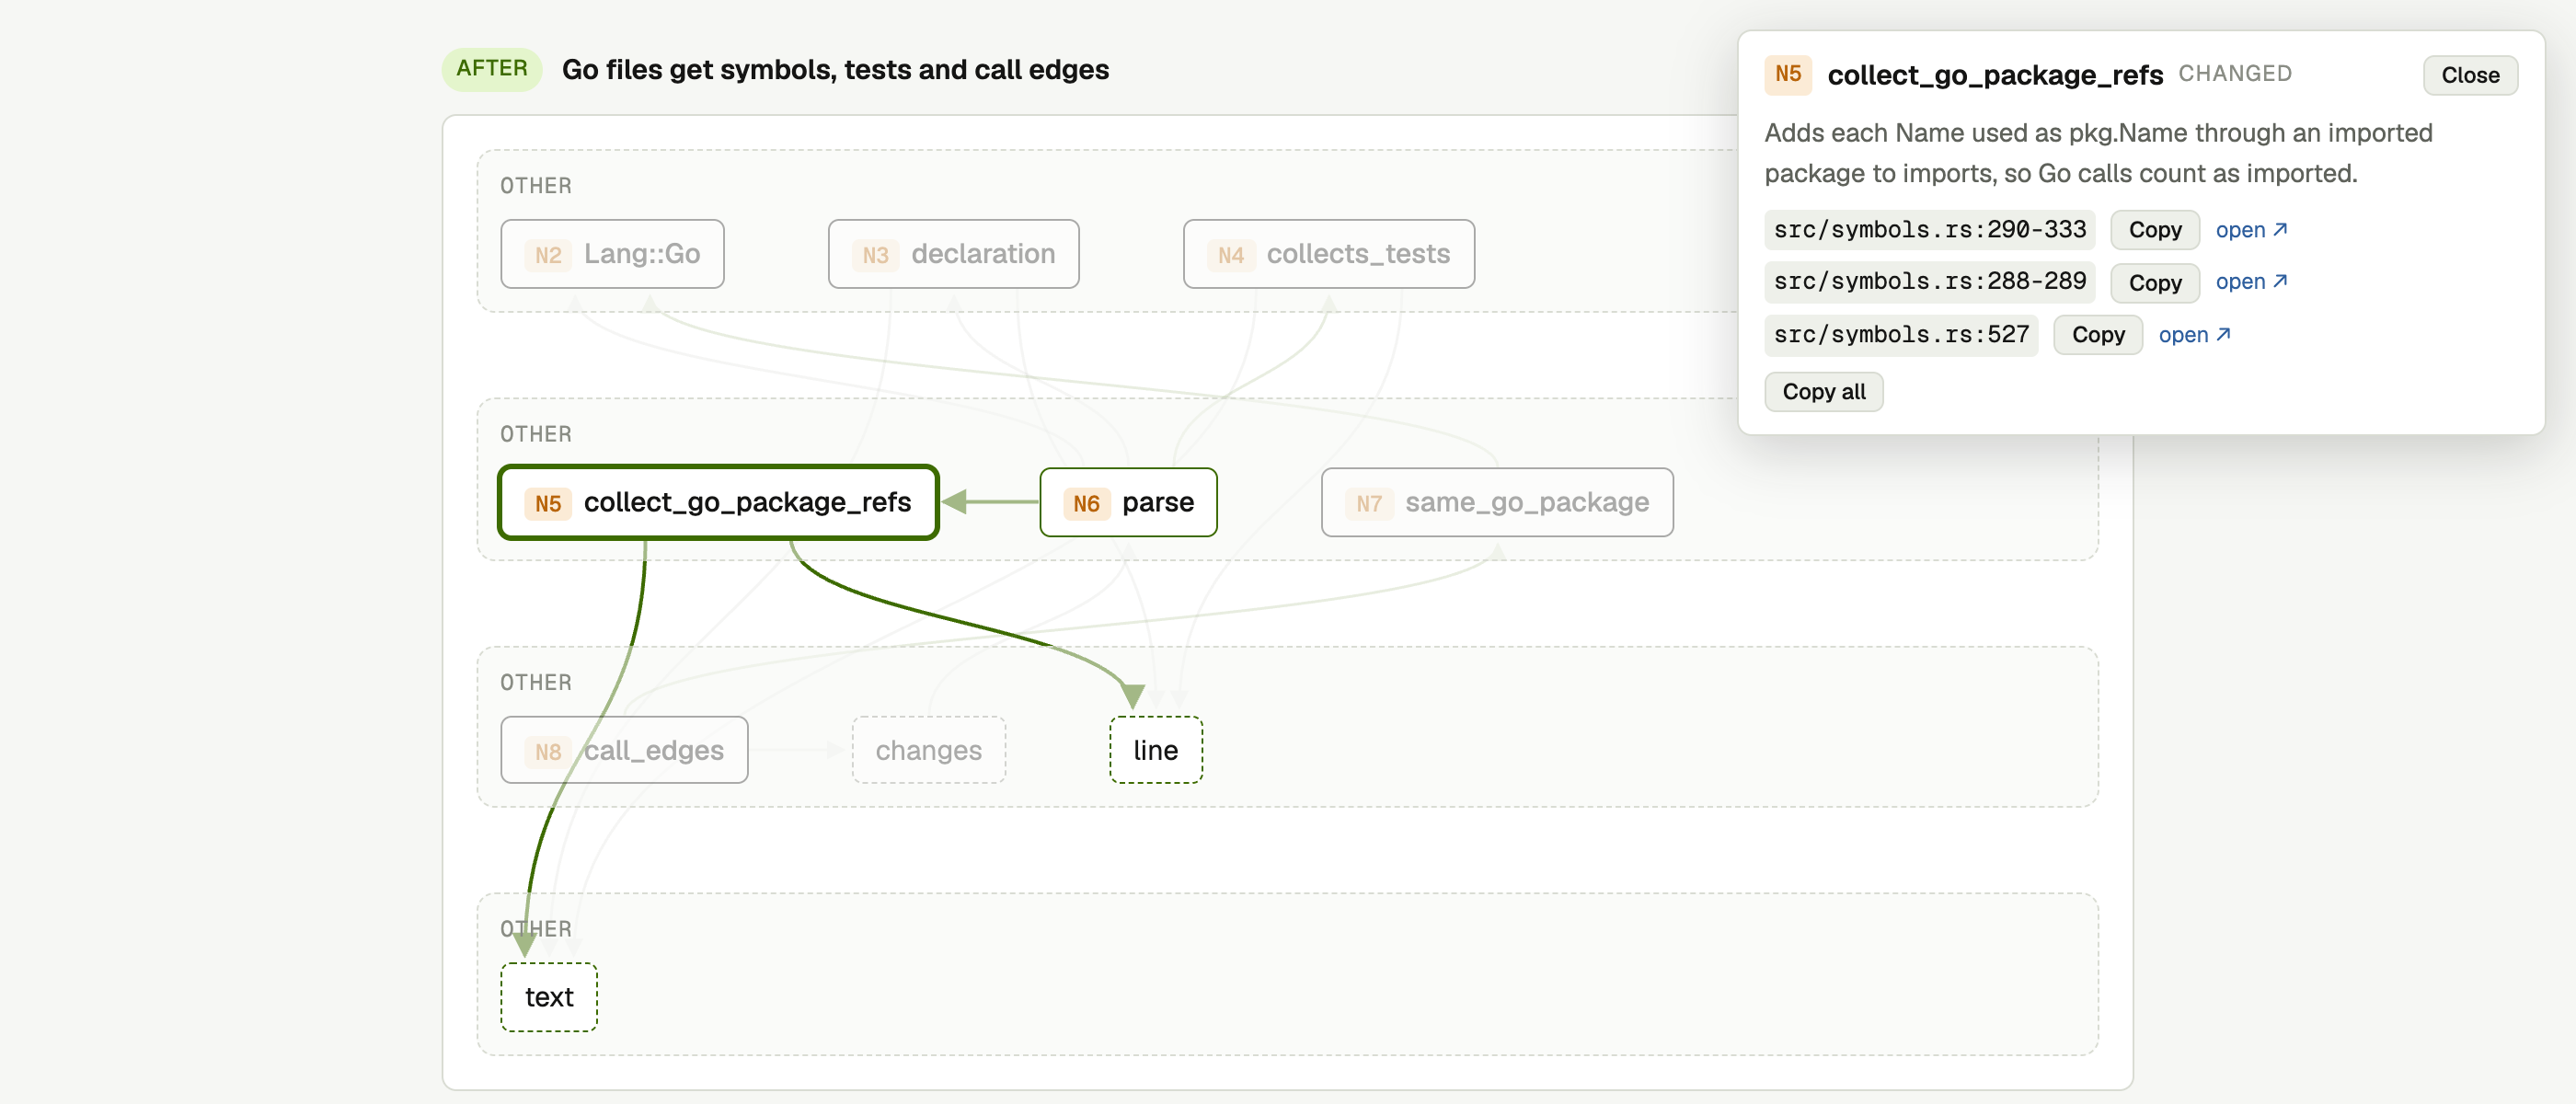 AFTER Go files get symbols, tests and call edges
N5 collect_go_package_refs CHANGED Close
Adds each Name used as pkg.Name through an imported
package to imports, so Go calls count as imported.
src/symbols.rs:290-333 Copy open ↗
src/symbols.rs:288-289 Copy open ↗
src/symbols.rs:527 Copy open ↗
Copy all
OTHER
N2 Lang::Go
N3 declaration
N4 collects_tests
OTHER
N5 collect_go_package_refs
N6 parse
N7 same_go_package
OTHER
N8 call_edges
changes
line
OTHER
text